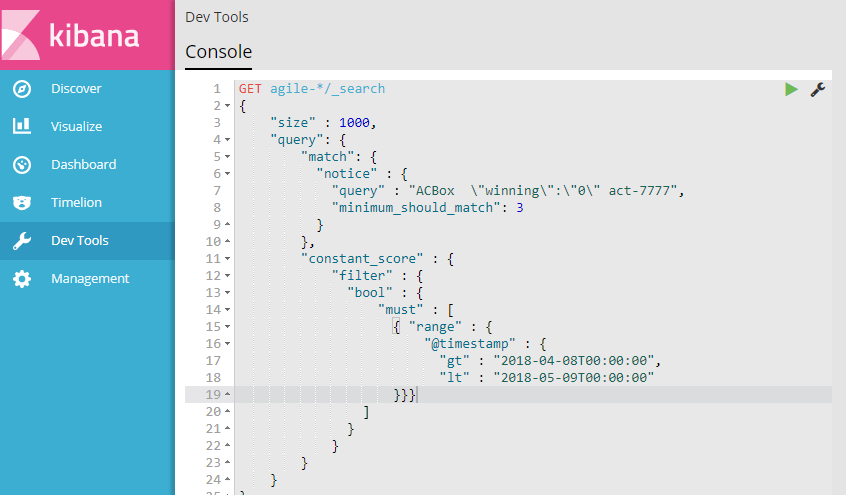 kibana
Discover
Visualize
Dashboard
Timelion
Dev Tools
Management
Dev Tools
Console
1 GET agile-*/_search
2 {
3     "size" : 1000,
4     "query": {
5         "match": {
6           "notice" : {
7             "query" : "ACBox  \"winning\":\"0\" act-7777",
8             "minimum_should_match": 3
9           }
10         },
11         "constant_score" : {
12             "filter" : {
13               "bool" : {
14                   "must" : [
15                     { "range" : {
16                         "@timestamp" : {
17                           "gt" : "2018-04-08T00:00:00",
18                           "lt" : "2018-05-09T00:00:00"
19                     }}}
20                 ]
21               }
22             }
23         }
24     }
25 }